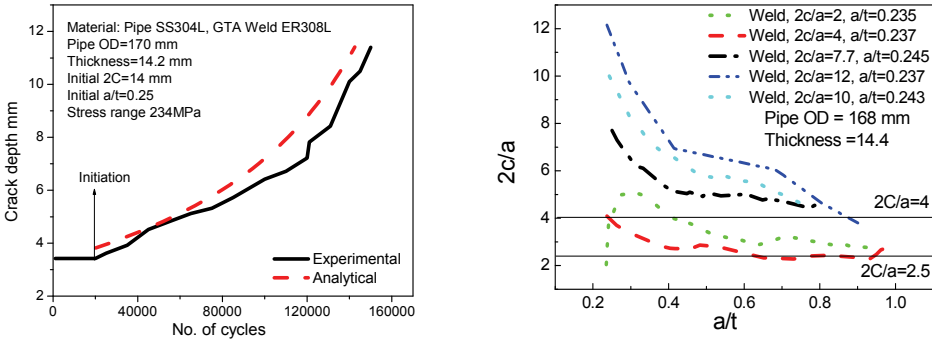 Material: Pipe SS304L, GTA Weld ER308L
Pipe OD=170 mm
Thickness=14.2 mm
Initial 2C=14 mm
Initial a/t=0.25
Stress range 234MPa
Initiation
Experimental
Analytical
12
10
8
6
4
2
Crack depth mm
0 40000 80000 120000 160000
No. of cycles
Weld, 2c/a=2, a/t=0.235
Weld, 2c/a=4, a/t=0.237
Weld, 2c/a=7.7, a/t=0.245
Weld, 2c/a=12, a/t=0.237
Weld, 2c/a=10, a/t=0.243
Pipe OD = 168 mm
Thickness =14.4
2C/a=4
2C/a=2.5
12
10
8
6
4
2
2c/a
0.2 0.4 0.6 0.8 1.0
a/t